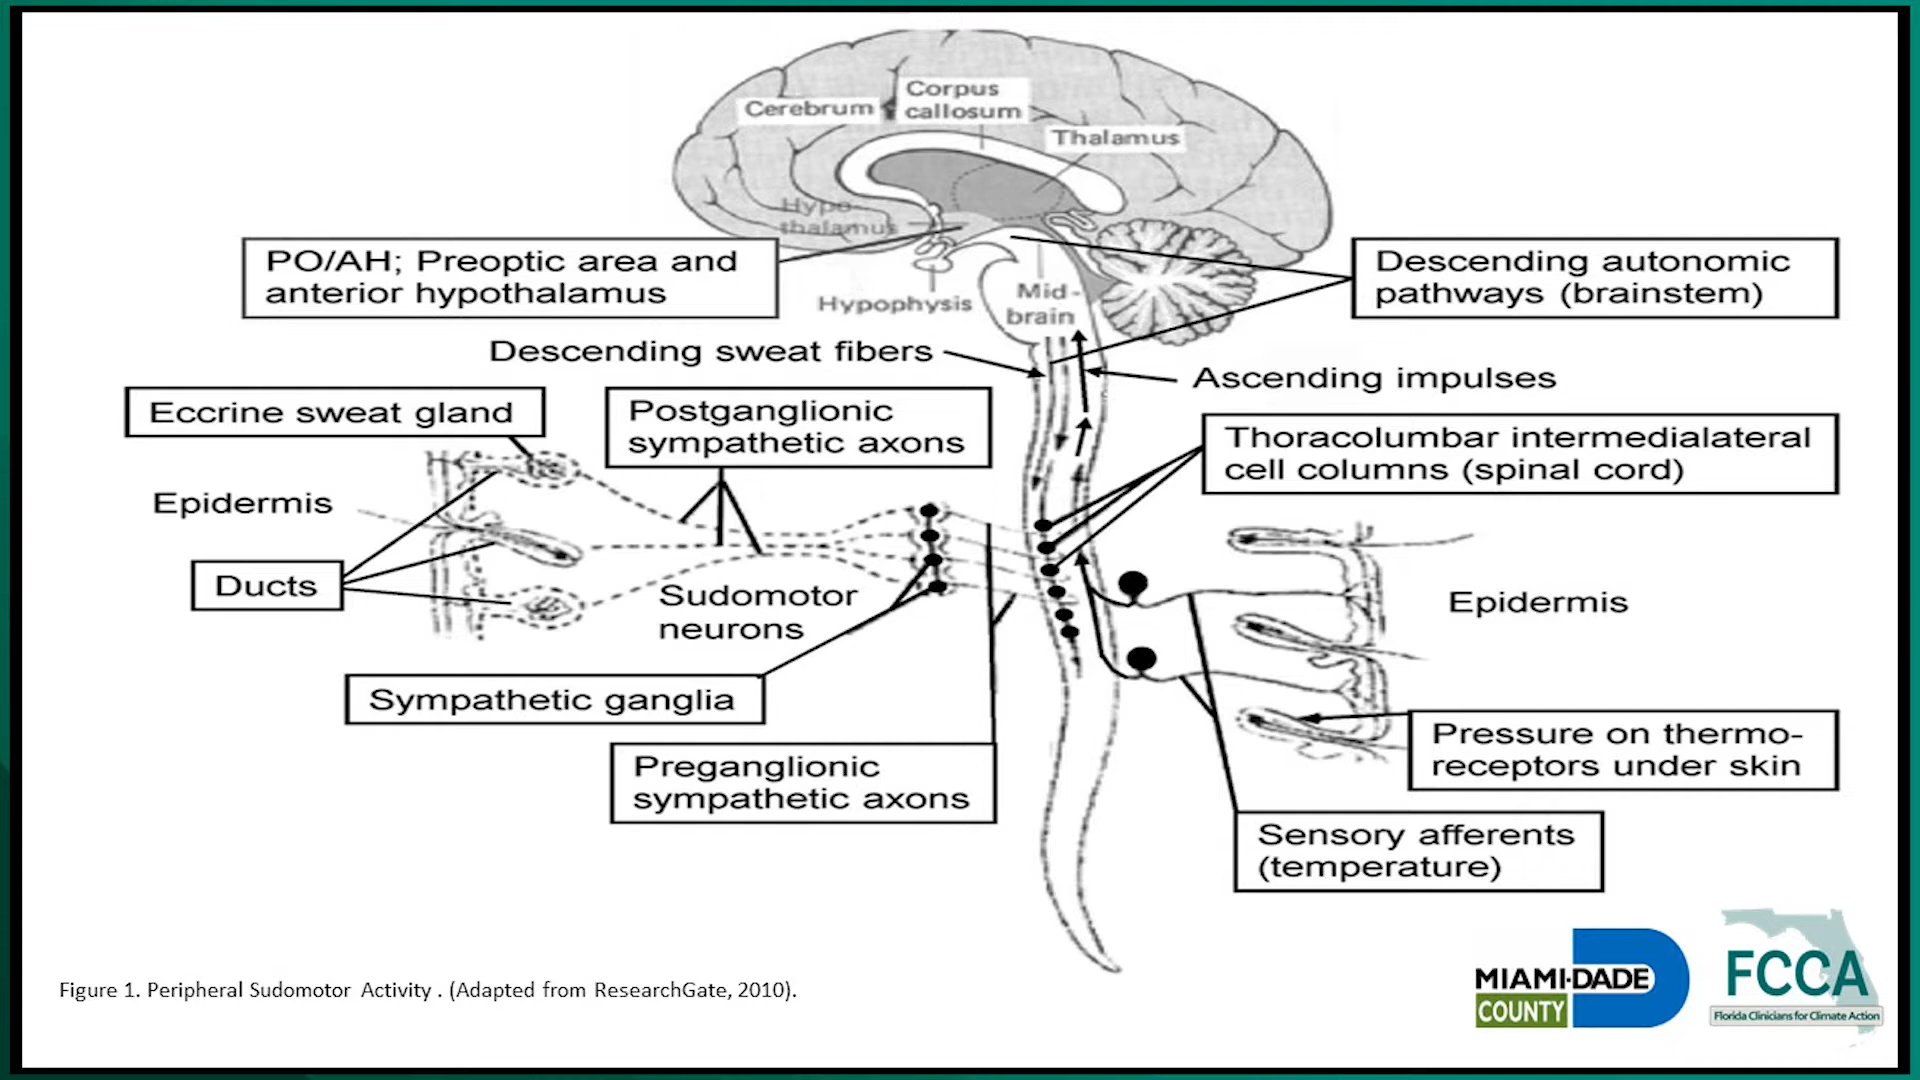 Cerebrum
Corpus
callosum
Thalamus
Hypo-
thalamus
PO/AH; Preoptic area and
anterior hypothalamus
Hypophysis
Mid-
brain
Descending autonomic
pathways (brainstem)
Descending sweat fibers
Ascending impulses
Eccrine sweat gland
Postganglionic
sympathetic axons
Thoracolumbar intermedialateral
cell columns (spinal cord)
Epidermis
Ducts
Sudomotor
neurons
Epidermis
Sympathetic ganglia
Preganglionic
sympathetic axons
Pressure on thermo-
receptors under skin
Sensory afferents
(temperature)
Figure 1. Peripheral Sudomotor Activity . (Adapted from ResearchGate, 2010).
MIAMI-DADE
COUNTY
FCCA
Florida Clinicians for Climate Action